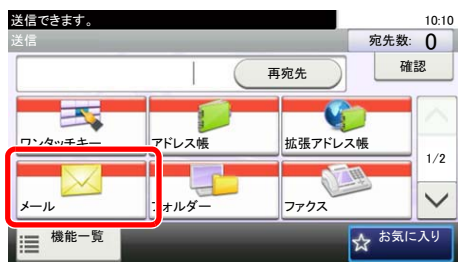 送信できます。
10:10
送信
宛先数: 0
再宛先
確認
ワンタッチキー
アドレス帳
拡張アドレス帳
1/2
メール
フォルダー
ファクス
機能一覧
お気に入り